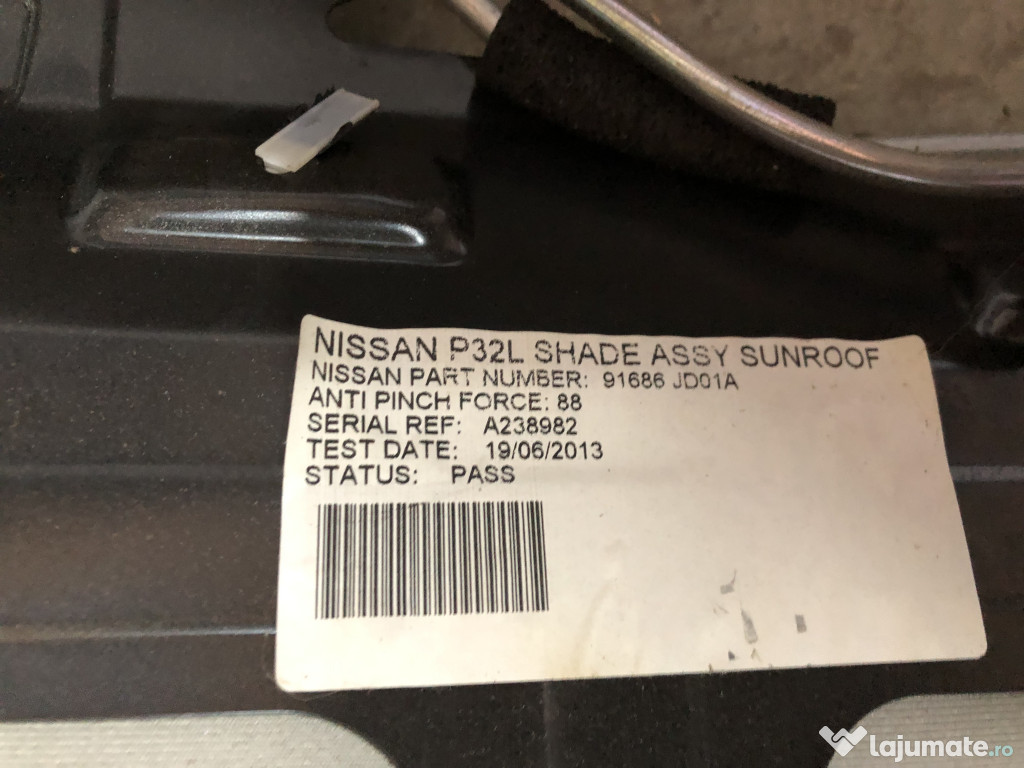 NISSAN P32L SHADE ASSY SUNROOF
NISSAN PART NUMBER: 91686 JD01A
ANTI PINCH FORCE: 88
SERIAL REF: A238982
TEST DATE: 19/06/2013
STATUS: PASS
lajumate.ro